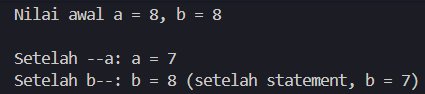 Nilai awal a = 8, b = 8
Setelah --a: a = 7
Setelah b--: b = 8 (setelah statement, b = 7)